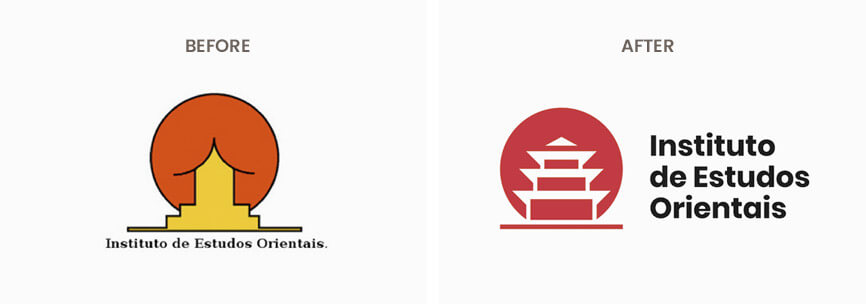 BEFORE
Instituto de Estudos Orientais.
AFTER
Instituto
de Estudos
Orientais